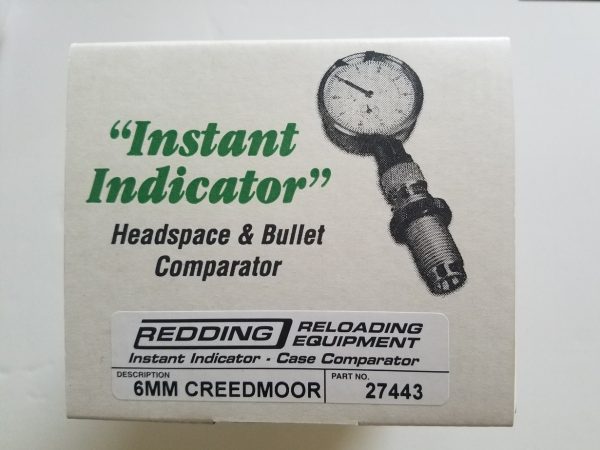 “Instant
Indicator”
Headspace & Bullet
Comparator
REDDING RELOADING
EQUIPMENT
Instant Indicator - Case Comparator
DESCRIPTION PART NO.
6MM CREEDMOOR 27443